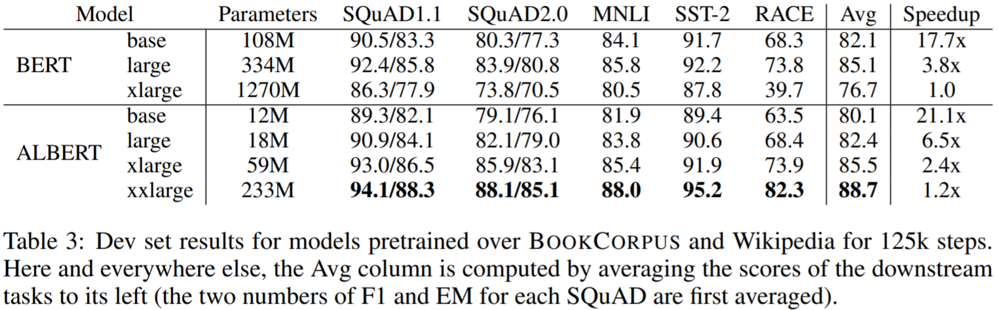 Model Parameters SQuAD1.1 SQuAD2.0 MNLI SST-2 RACE Avg Speedup
base 108M 90.5/83.3 80.3/77.3 84.1 91.7 68.3 82.1 17.7x
BERT large 334M 92.4/85.8 83.9/80.8 85.8 92.2 73.8 85.1 3.8x
xlarge 1270M 86.3/77.9 73.8/70.5 80.5 87.8 39.7 76.7 1.0
base 12M 89.3/82.1 79.1/76.1 81.9 89.4 63.5 80.1 21.1x
ALBERT large 18M 90.9/84.1 82.1/79.0 83.8 90.6 68.4 82.4 6.5x
xlarge 59M 93.0/86.5 85.9/83.1 85.4 91.9 73.9 85.5 2.4x
xxlarge 233M 94.1/88.3 88.1/85.1 88.0 95.2 82.3 88.7 1.2x
Table 3: Dev set results for models pretrained over BOOKCORPUS and Wikipedia for 125k steps.
Here and everywhere else, the Avg column is computed by averaging the scores of the downstream
tasks to its left (the two numbers of F1 and EM for each SQuAD are first averaged).